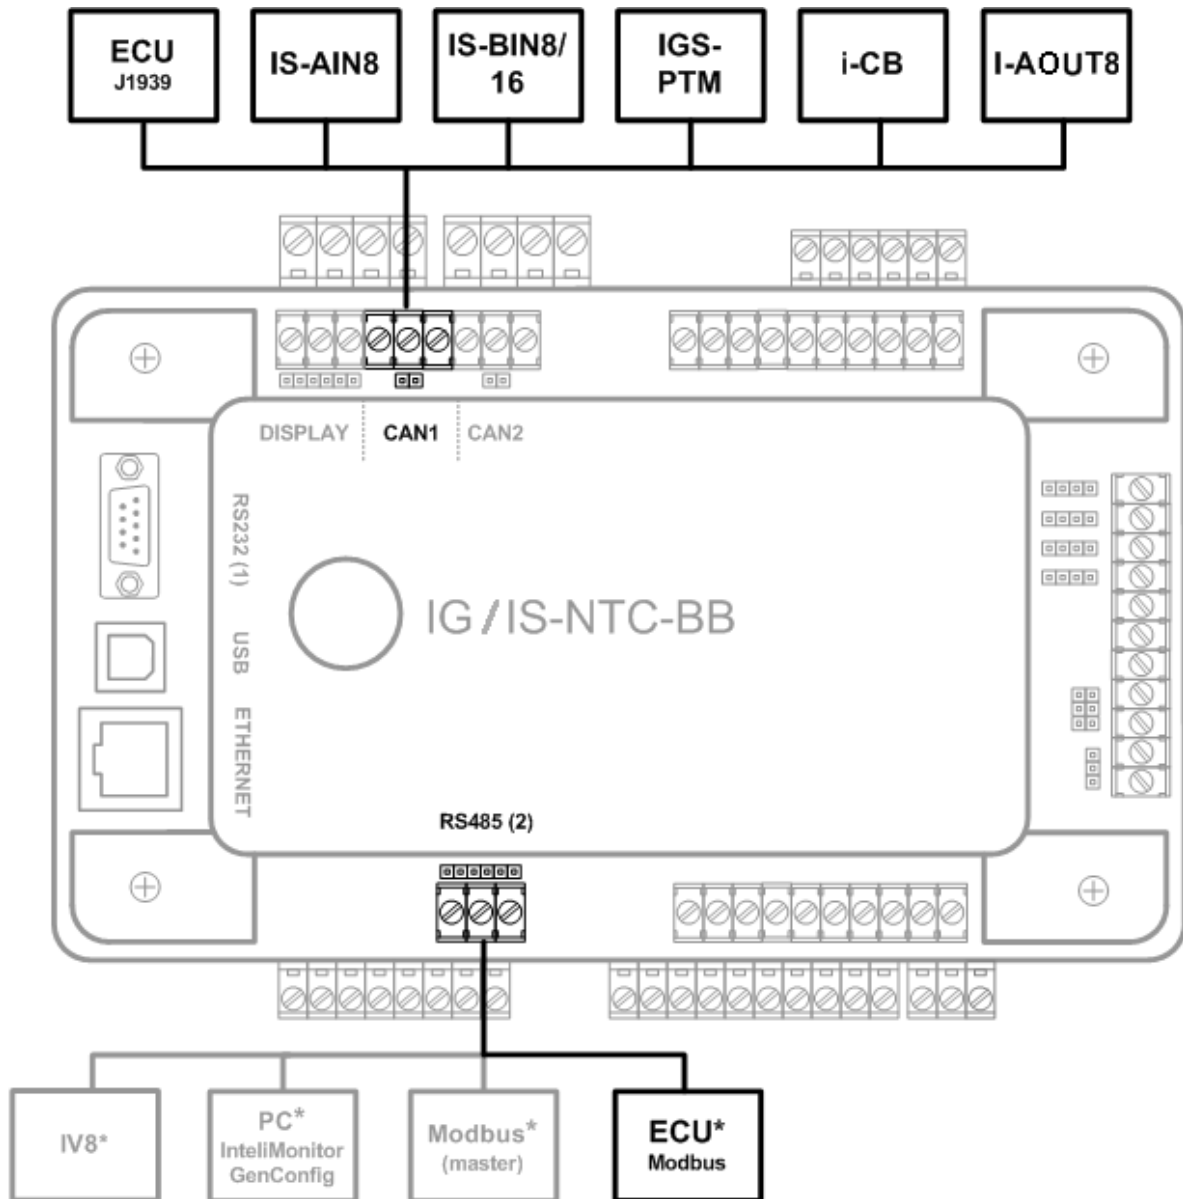 ECU
J1939
IS-AIN8
IS-BIN8/
16
IGS-
PTM
i-CB
I-AOUT8
DISPLAY
CAN1
CAN2
RS232 (1)
USB
ETHERNET
IG/IS-NTC-BB
RS485 (2)
IV8*
PC*
InteliMonitor
GenConfig
Modbus*
(master)
ECU*
Modbus